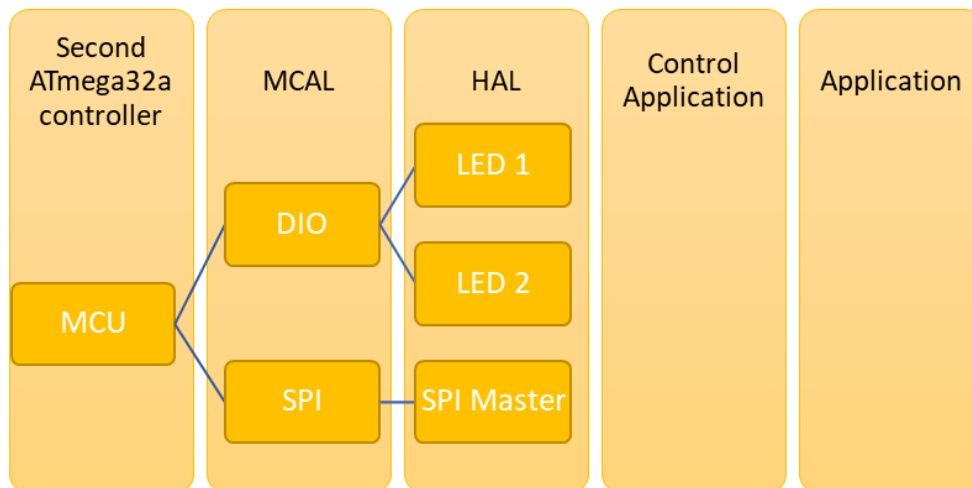 Second
ATmega32a
controller
MCAL
HAL
Control
Application
Application
MCU
DIO
SPI
LED 1
LED 2
SPI Master